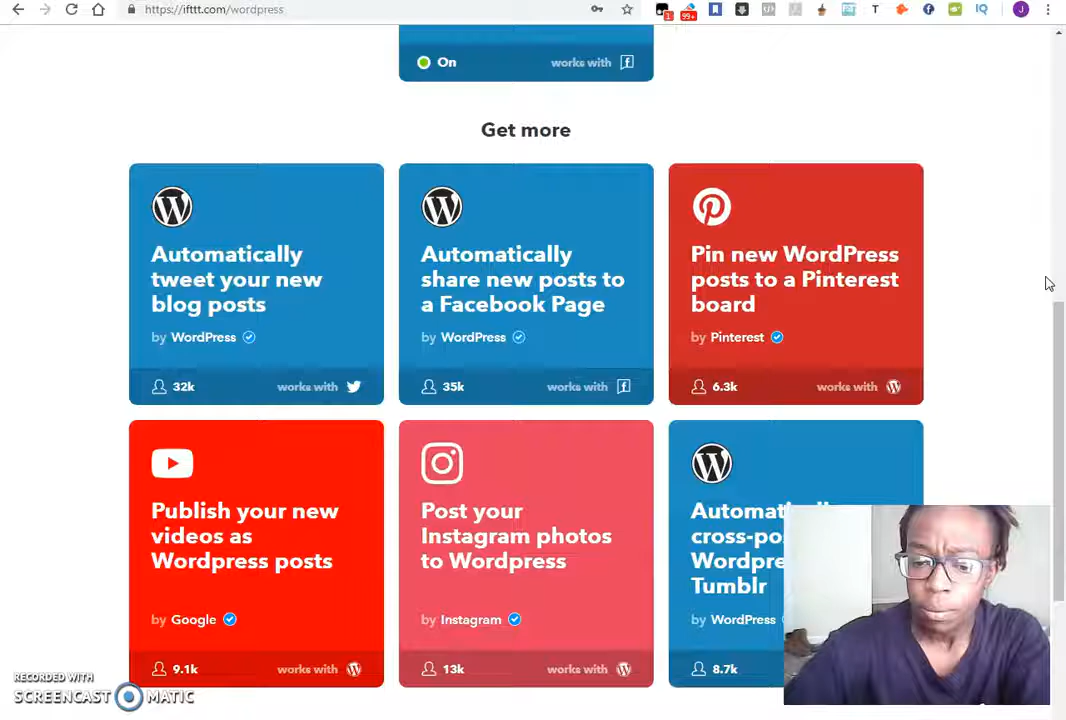 https://ifttt.com/wordpress
1
99+
T
IQ
J
On works with
Get more
Automatically
tweet your new
blog posts
by WordPress
32k works with
Automatically
share new posts to
a Facebook Page
by WordPress
35k works with
Pin new WordPress
posts to a Pinterest
board
by Pinterest
6.3k works with
Publish your new
videos as
Wordpress posts
by Google
9.1k works with
Post your
Instagram photos
to Wordpress
by Instagram
13k works with
Tumblr
by WordPress
8.7k
RECORDED WITH
SCREENCAST MATIC